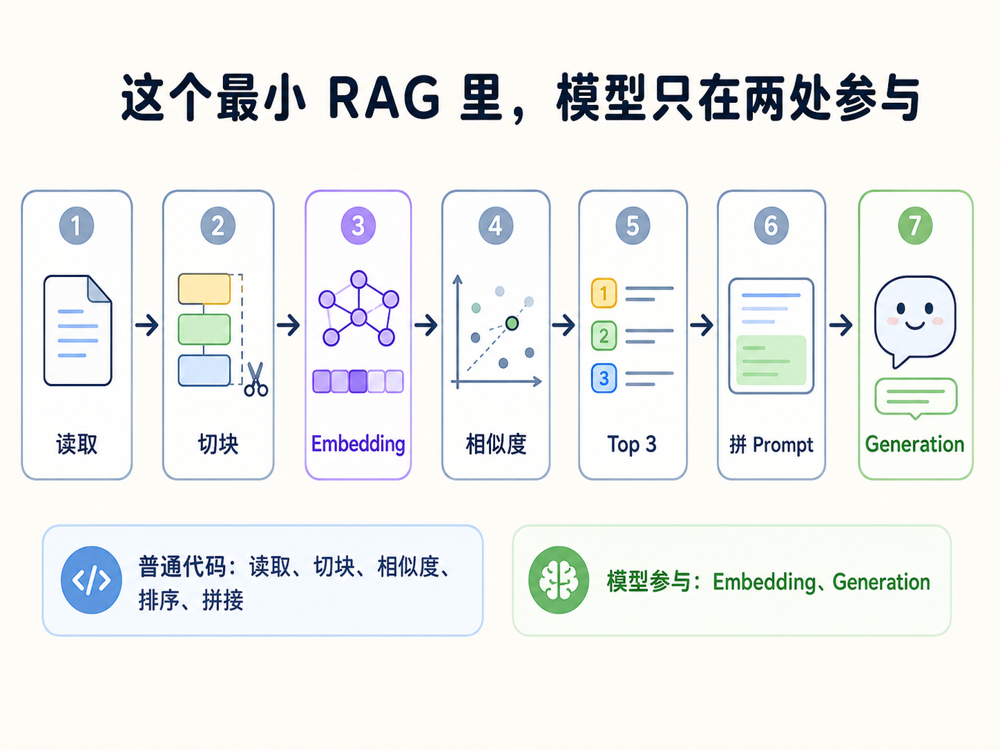 这个最小 RAG 里，模型只在两处参与
1
2
3
4
5
6
7
1
2
3
读取
切块
Embedding
相似度
Top 3
拼 Prompt
Generation
</>
普通代码：读取、切块、相似度、
排序、拼接
模型参与：Embedding、Generation